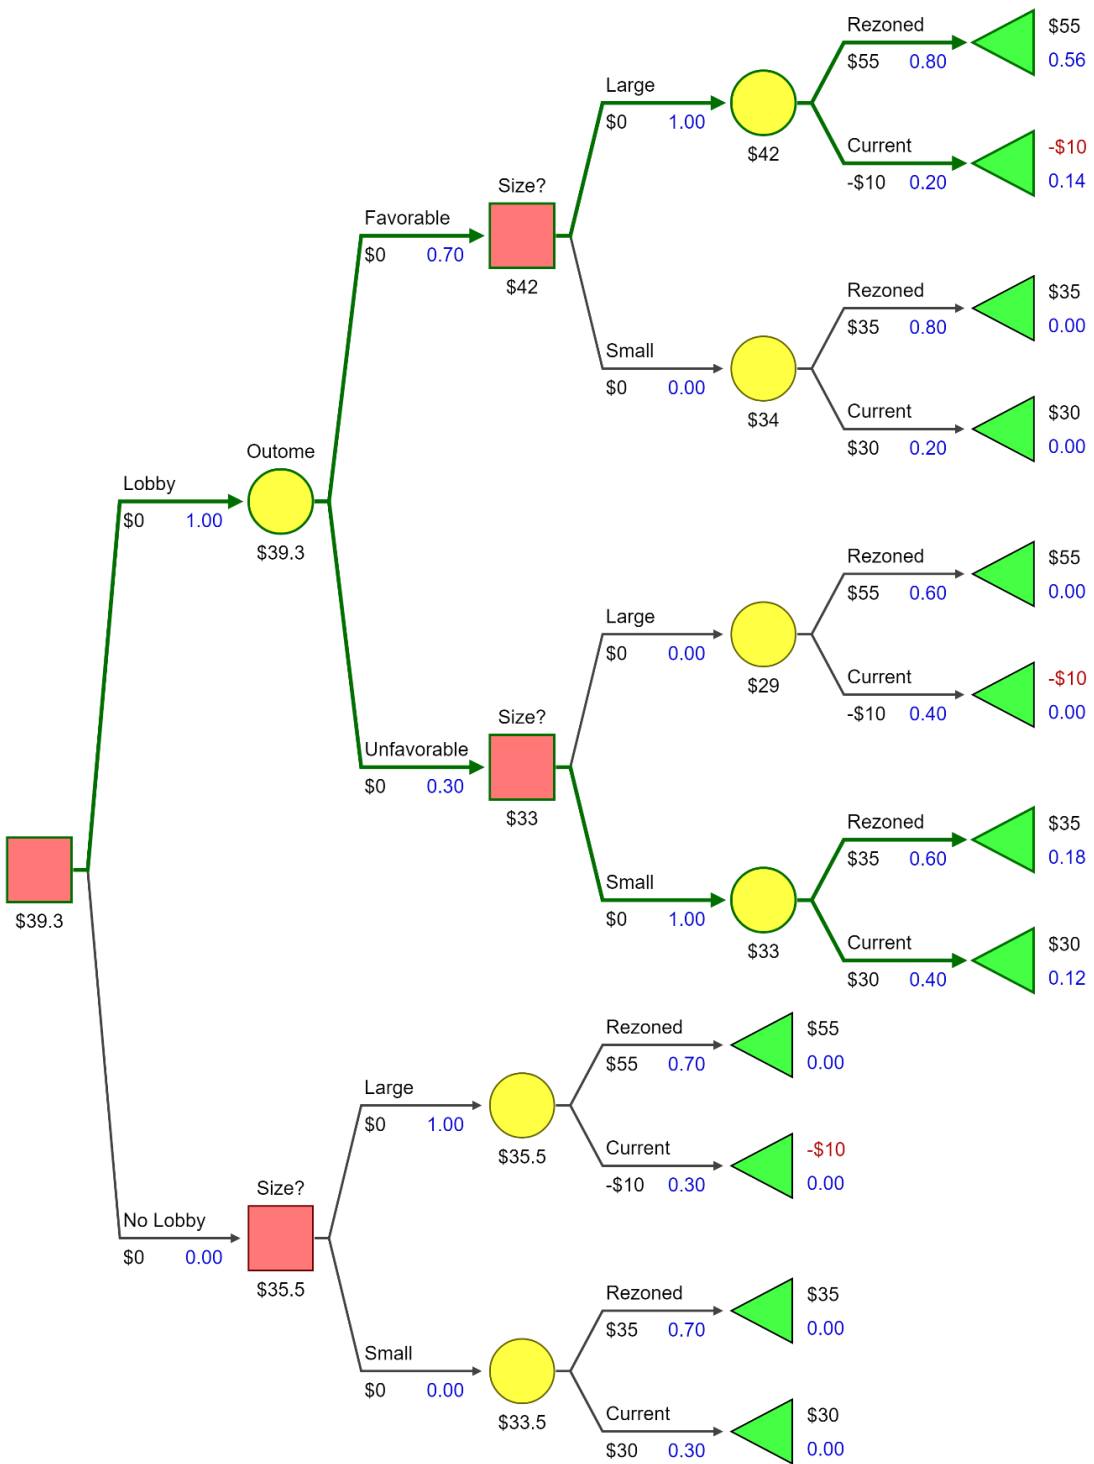 Rezoned
$55
$55 0.80
0.56
Large
$0 1.00
$42
Current
-$10
-$10 0.20
0.14
Size?
Favorable
$0 0.70
$42
Rezoned
$35
$35 0.80
0.00
Small
$0 0.00
$34
Current
$30
$30 0.20
0.00
Outome
Lobby
$0 1.00
$39.3
Rezoned
$55
$55 0.60
0.00
Large
$0 0.00
$29
Current
-$10
-$10 0.40
0.00
Size?
Unfavorable
$0 0.30
$33
Rezoned
$35
$35 0.60
0.18
Small
$0 1.00
$33
Current
$30
$30 0.40
0.12
$39.3
Rezoned
$55
$55 0.70
0.00
Large
$0 1.00
$35.5
Current
-$10
-$10 0.30
0.00
Size?
No Lobby
$0 0.00
$35.5
Rezoned
$35
$35 0.70
0.00
Small
$0 0.00
$33.5
Current
$30
$30 0.30
0.00